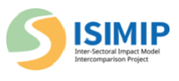 ISIMIP
Inter-Sectoral Impact Model
Intercomparison Project